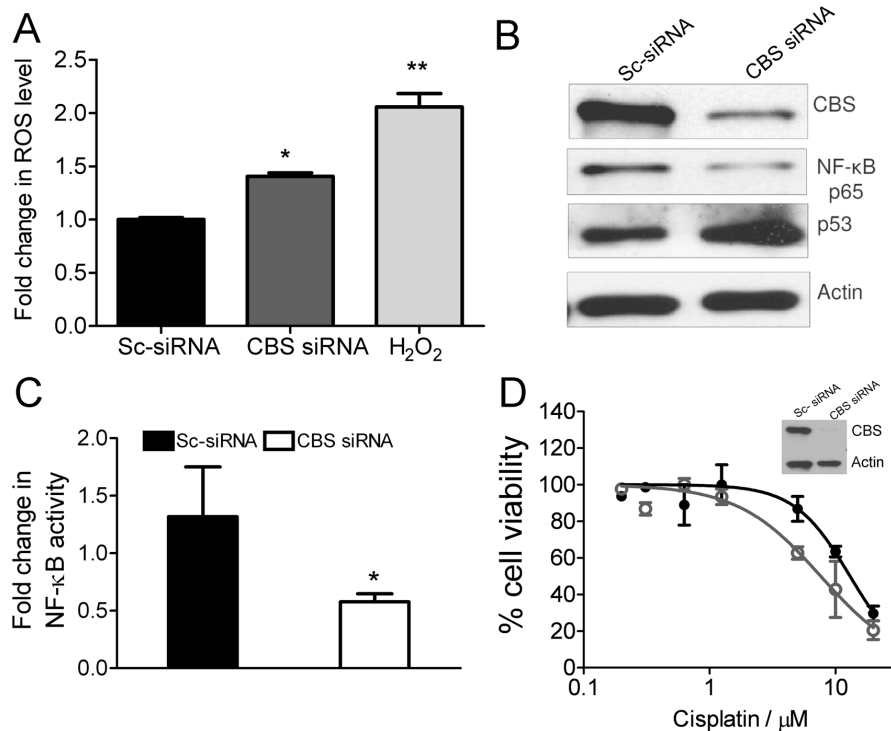 A
Fold change in ROS level
2.5
2.0
1.5
1.0
0.5
0.0
*
**
Sc-siRNA
CBS siRNA
H₂O₂
B
Sc-siRNA
CBS siRNA
CBS
NF-κB
p65
p53
Actin
C
Fold change in
NF-κB activity
2.0
1.5
1.0
0.5
0.0
Sc-siRNA
CBS siRNA
*
D
% cell viability
140
120
100
80
60
40
20
0
0.1
1
10
Cisplatin / μM
Sc- siRNA
CBS siRNA
CBS
Actin